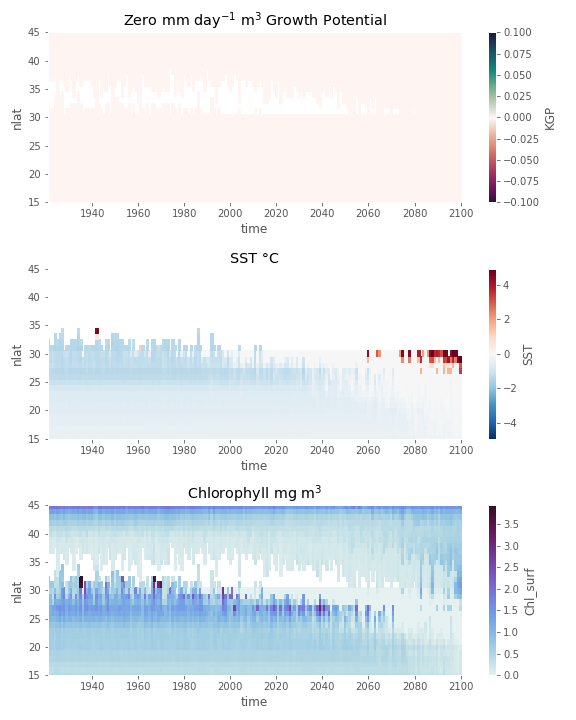 Zero mm day⁻¹ m³ Growth Potential
45
40
35
30
25
20
15
nlat
1940 1960 1980 2000 2020 2040 2060 2080 2100
time
0.100
0.075
0.050
0.025
0.000
−0.025
−0.050
−0.075
−0.100
KGP
SST °C
45
40
35
30
25
20
15
nlat
1940 1960 1980 2000 2020 2040 2060 2080 2100
time
4
2
0
−2
−4
SST
Chlorophyll mg m³
45
40
35
30
25
20
15
nlat
1940 1960 1980 2000 2020 2040 2060 2080 2100
time
3.5
3.0
2.5
2.0
1.5
1.0
0.5
0.0
Chl_surf